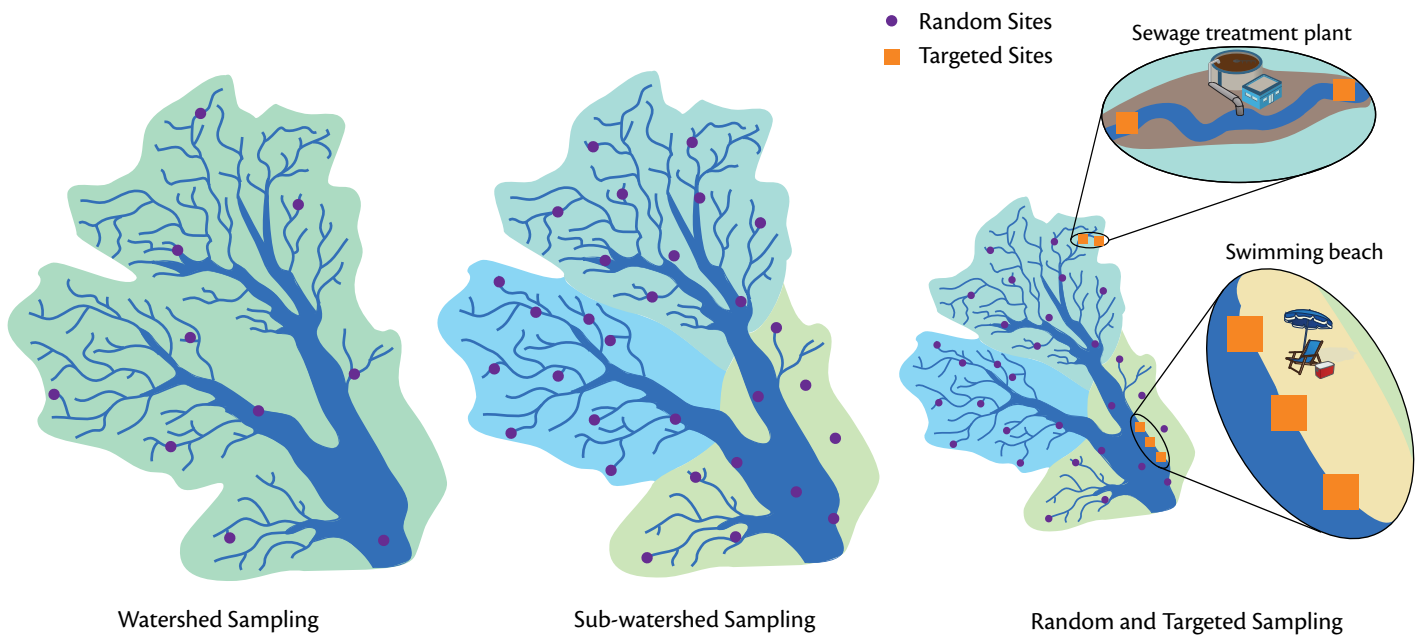 Random Sites
Targeted Sites
Sewage treatment plant
Swimming beach
Watershed Sampling
Sub-watershed Sampling
Random and Targeted Sampling